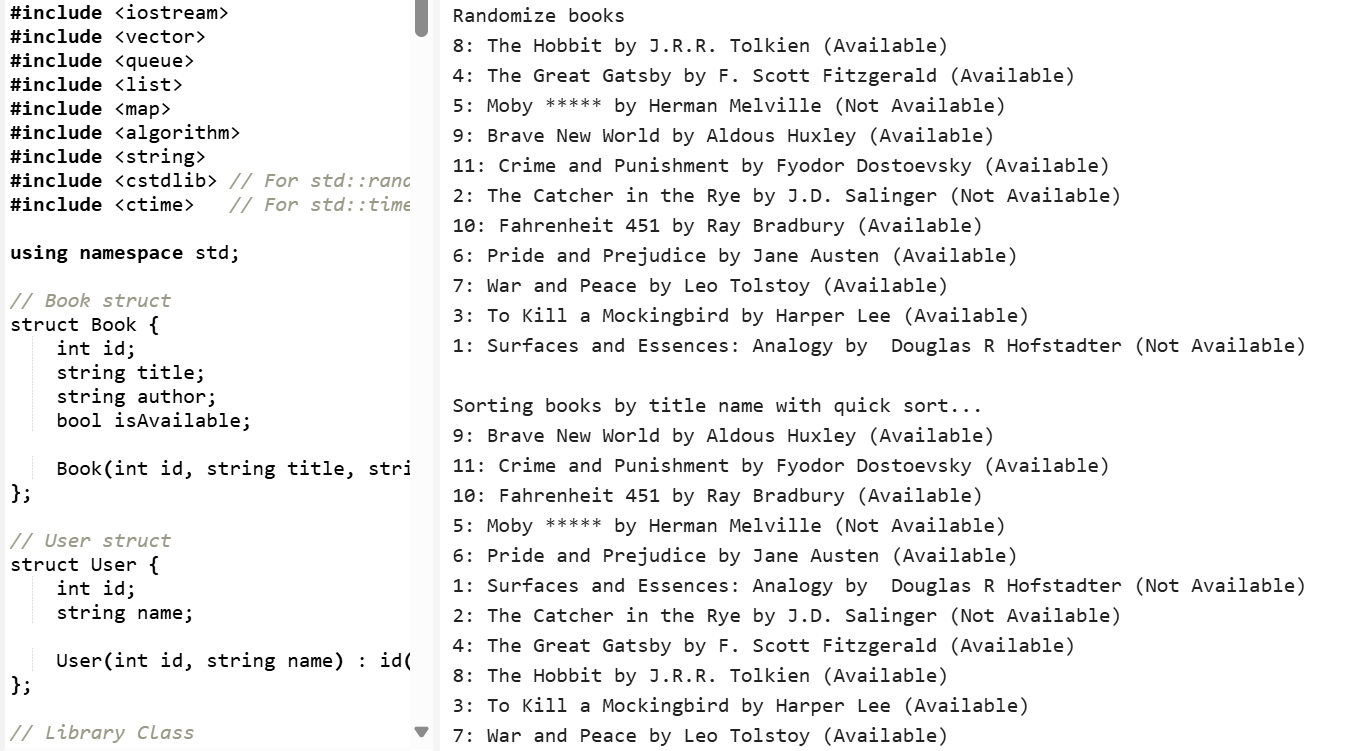 #include <iostream>
#include <vector>
#include <queue>
#include <list>
#include <map>
#include <algorithm>
#include <string>
#include <cstdlib> // For std::rand
#include <ctime>   // For std::time

using namespace std;

// Book struct
struct Book {
    int id;
    string title;
    string author;
    bool isAvailable;

    Book(int id, string title, stri
};

// User struct
struct User {
    int id;
    string name;

    User(int id, string name) : id(
};

// Library Class
Randomize books
8: The Hobbit by J.R.R. Tolkien (Available)
4: The Great Gatsby by F. Scott Fitzgerald (Available)
5: Moby ***** by Herman Melville (Not Available)
9: Brave New World by Aldous Huxley (Available)
11: Crime and Punishment by Fyodor Dostoevsky (Available)
2: The Catcher in the Rye by J.D. Salinger (Not Available)
10: Fahrenheit 451 by Ray Bradbury (Available)
6: Pride and Prejudice by Jane Austen (Available)
7: War and Peace by Leo Tolstoy (Available)
3: To Kill a Mockingbird by Harper Lee (Available)
1: Surfaces and Essences: Analogy by  Douglas R Hofstadter (Not Available)

Sorting books by title name with quick sort...
9: Brave New World by Aldous Huxley (Available)
11: Crime and Punishment by Fyodor Dostoevsky (Available)
10: Fahrenheit 451 by Ray Bradbury (Available)
5: Moby ***** by Herman Melville (Not Available)
6: Pride and Prejudice by Jane Austen (Available)
1: Surfaces and Essences: Analogy by  Douglas R Hofstadter (Not Available)
2: The Catcher in the Rye by J.D. Salinger (Not Available)
4: The Great Gatsby by F. Scott Fitzgerald (Available)
8: The Hobbit by J.R.R. Tolkien (Available)
3: To Kill a Mockingbird by Harper Lee (Available)
7: War and Peace by Leo Tolstoy (Available)